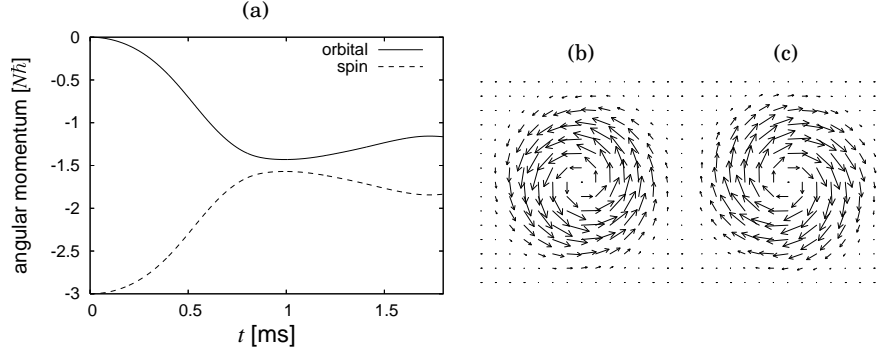 (a)
0
-0.5
-1
-1.5
-2
-2.5
-3
angular momentum [Nħ]
orbital
spin
0
0.5
1
1.5
t [ms]
(b)
(c)